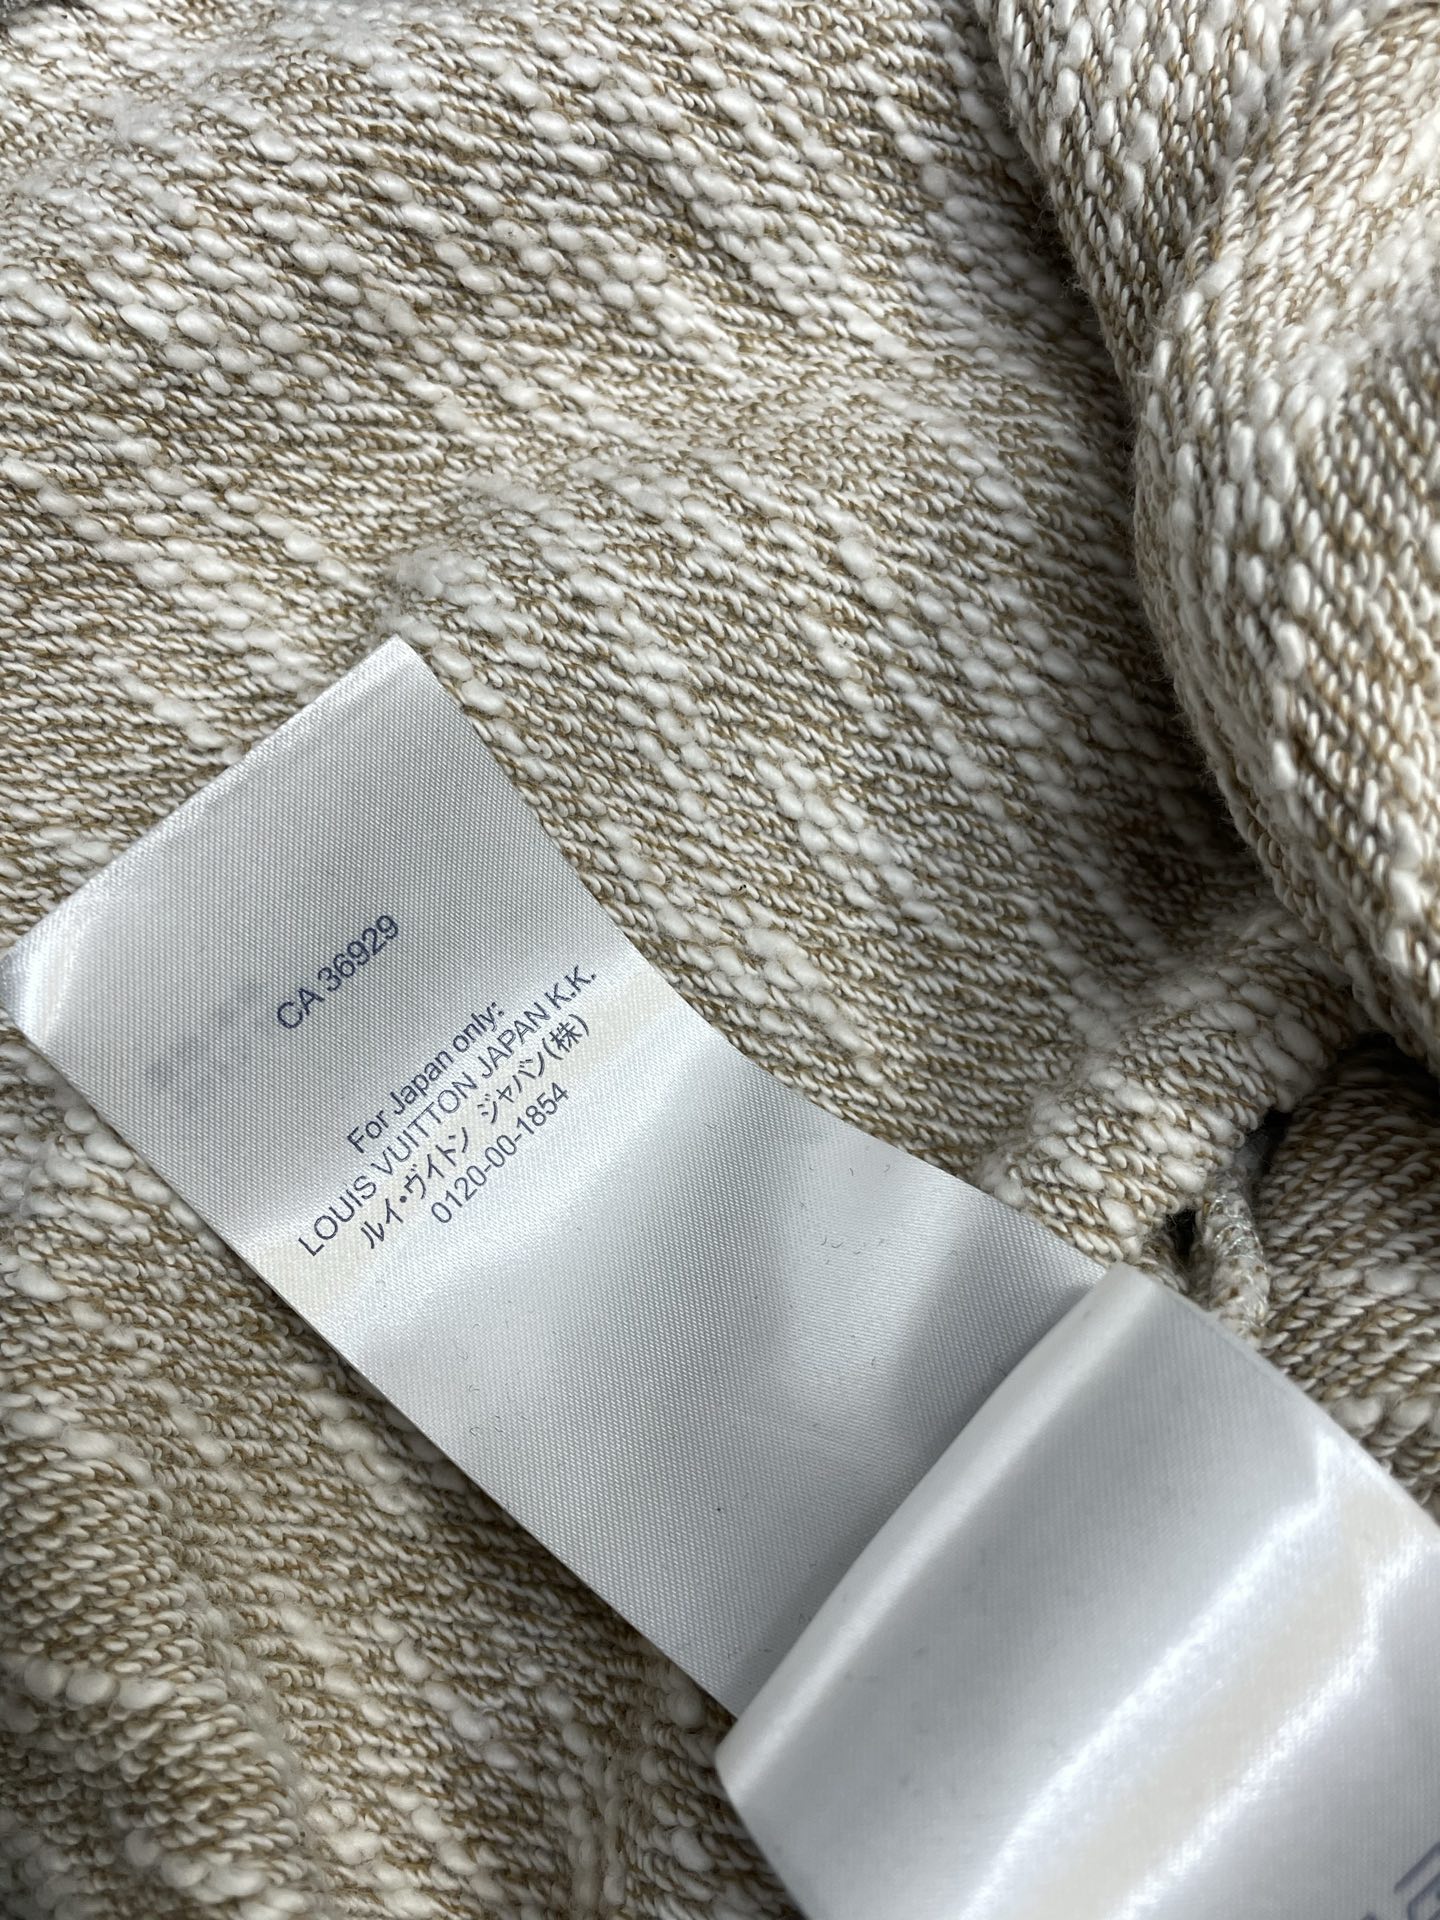 CA 36929
For Japan only:
LOUIS VUITTON JAPAN K.K.
ルイ・ヴイトン ジャパン(株)
0120-00-1854